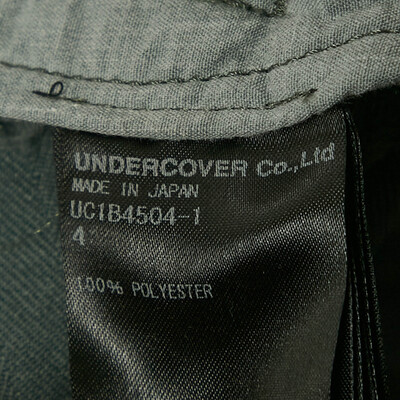 UNDERCOVER Co.,Ltd
MADE IN JAPAN
UC1B4504-1
4
100% POLYESTER